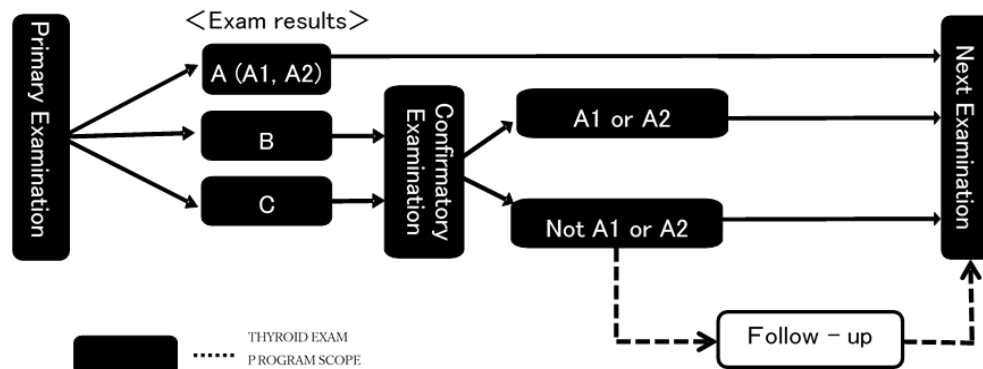 <Exam results>
Primary Examination
A (A1, A2)
B
C
Confirmatory
Examination
A1 or A2
Not A1 or A2
Next Examination
Follow – up
THYROID EXAM
P ROGRAM SCOPE